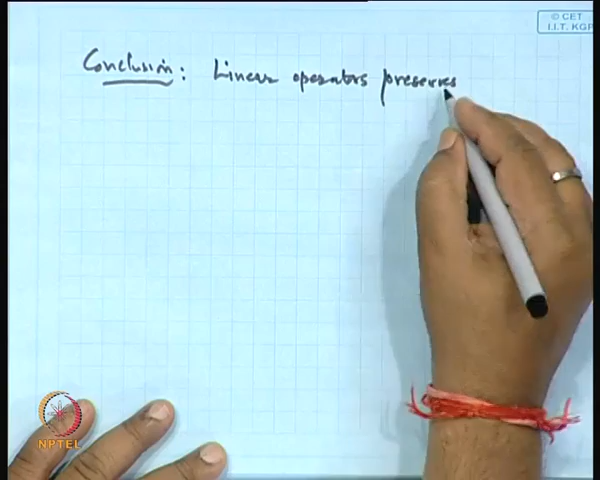 © CET
I.I.T. KGP
Conclusion : Linear operators preserves
NPTEL